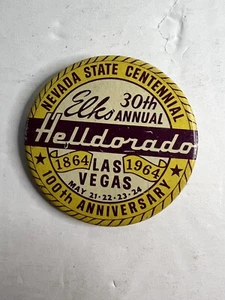 NEVADA STATE CENTENNIAL
Elks 30th
ANNUAL
Helldorado
1864 LAS 1964
VEGAS
MAY 21-22-23-24
100th ANNIVERSARY